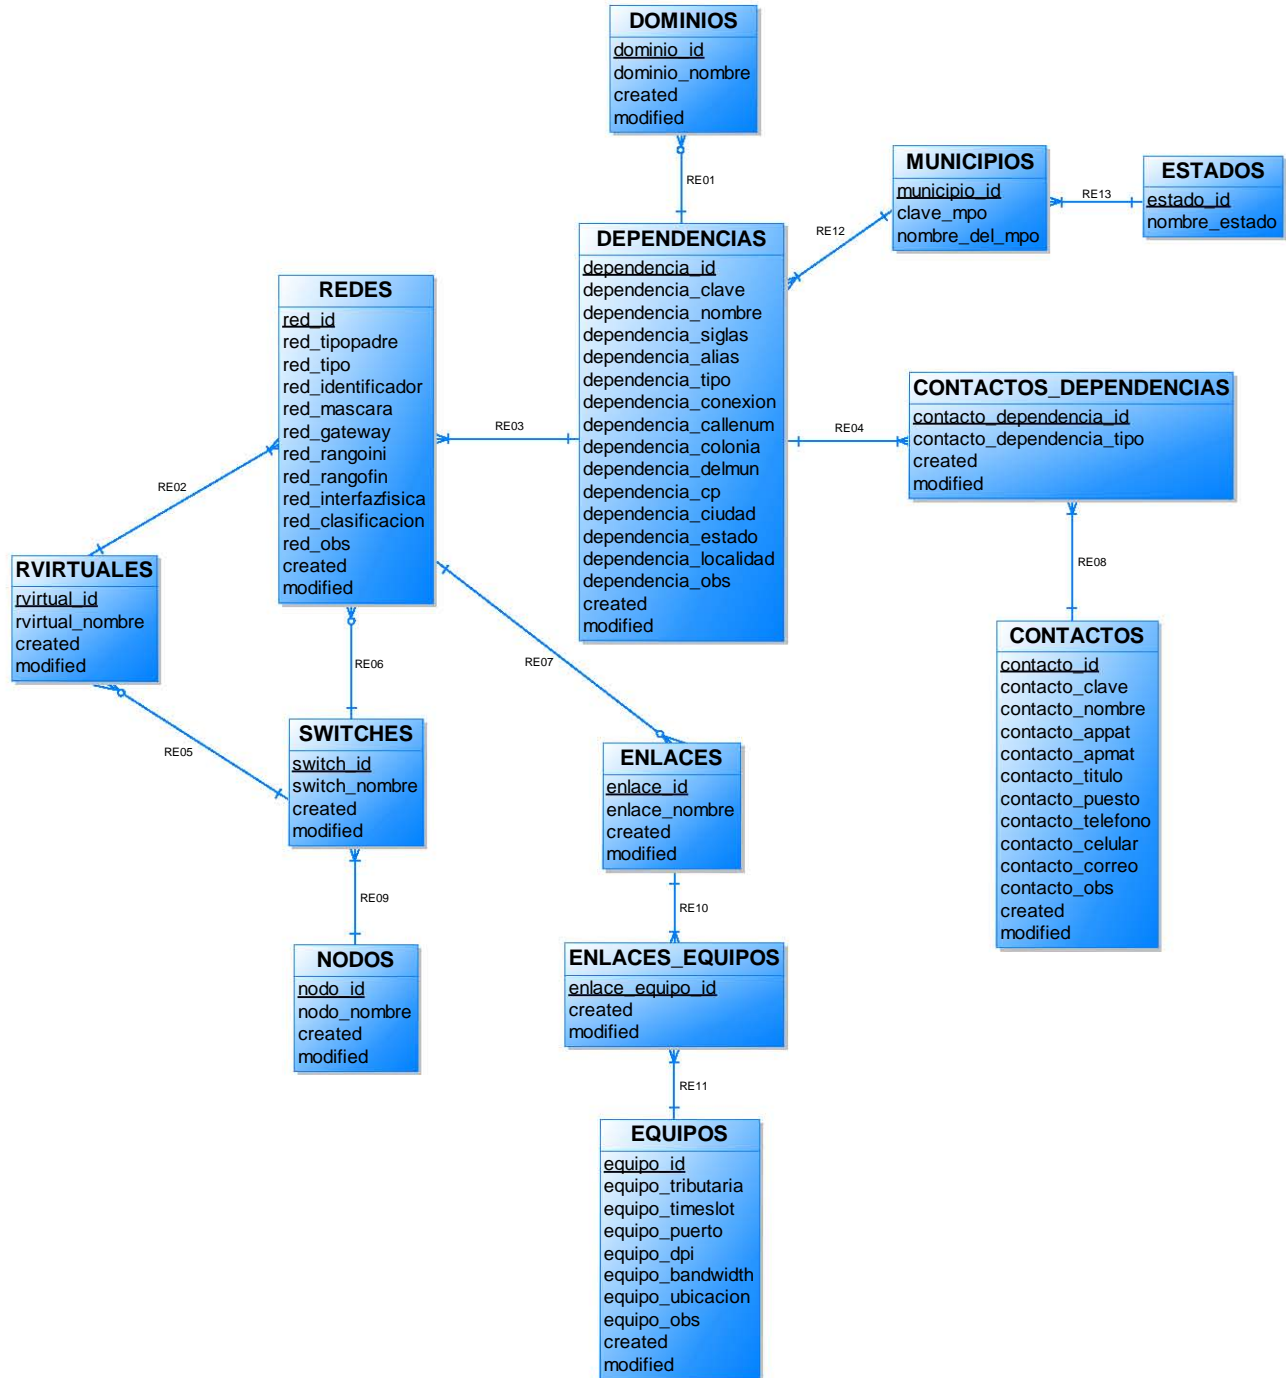 DOMINIOS
dominio_id
dominio_nombre
created
modified
RE01
MUNICIPIOS
municipio_id
clave_mpo
nombre_del_mpo
RE13
ESTADOS
estado_id
nombre_estado
RE12
DEPENDENCIAS
dependencia_id
dependencia_clave
dependencia_nombre
dependencia_siglas
dependencia_alias
dependencia_tipo
dependencia_conexion
dependencia_callenum
dependencia_colonia
dependencia_delmun
dependencia_cp
dependencia_ciudad
dependencia_estado
dependencia_localidad
dependencia_obs
created
modified
REDES
red_id
red_tipopadre
red_tipo
red_identificador
red_mascara
red_gateway
red_rangoini
red_rangofin
red_interfazfisica
red_clasificacion
red_obs
created
modified
RE03
RE04
CONTACTOS_DEPENDENCIAS
contacto_dependencia_id
contacto_dependencia_tipo
created
modified
RE02
RE08
RVIRTUALES
rvirtual_id
rvirtual_nombre
created
modified
CONTACTOS
contacto_id
contacto_clave
contacto_nombre
contacto_appat
contacto_apmat
contacto_titulo
contacto_puesto
contacto_telefono
contacto_celular
contacto_correo
contacto_obs
created
modified
RE06
RE07
RE05
SWITCHES
switch_id
switch_nombre
created
modified
ENLACES
enlace_id
enlace_nombre
created
modified
RE09
RE10
NODOS
nodo_id
nodo_nombre
created
modified
ENLACES_EQUIPOS
enlace_equipo_id
created
modified
RE11
EQUIPOS
equipo_id
equipo_tributaria
equipo_timeslot
equipo_puerto
equipo_dpi
equipo_bandwidth
equipo_ubicacion
equipo_obs
created
modified